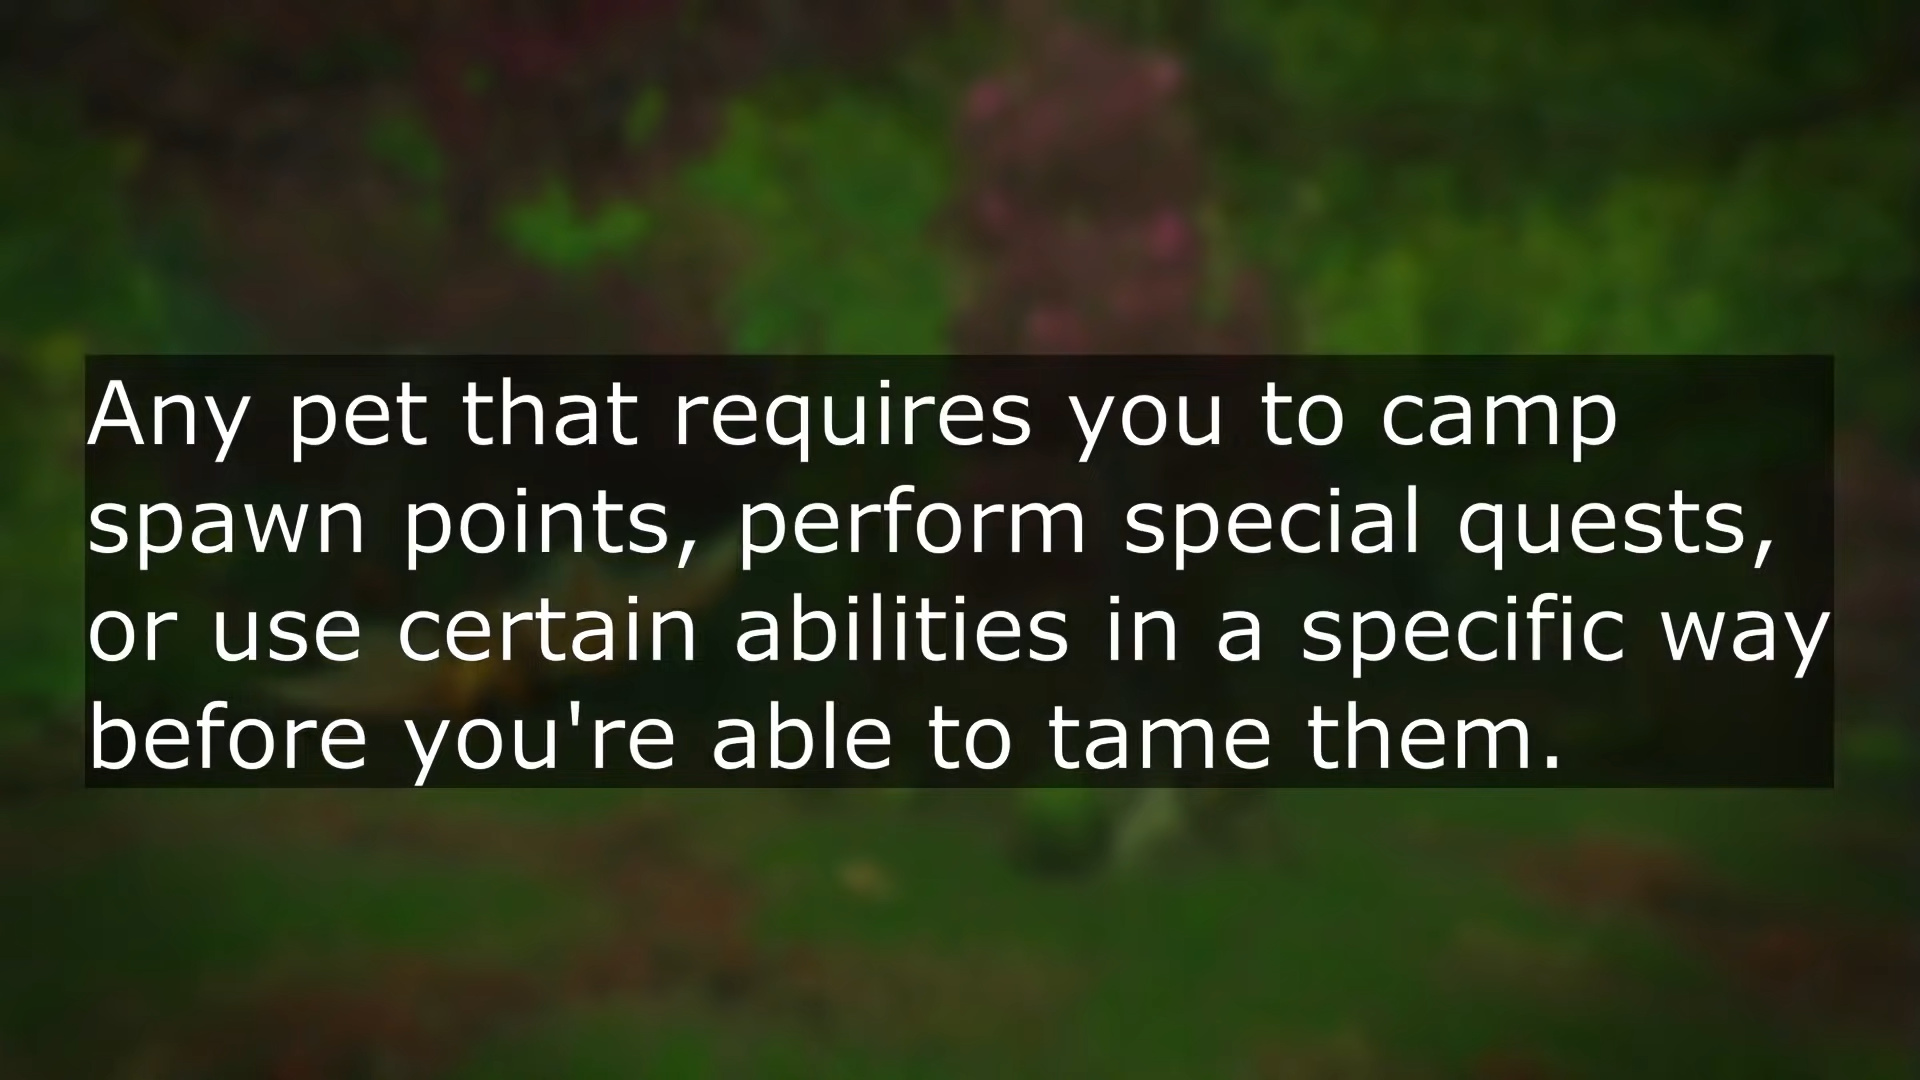 Any pet that requires you to camp
spawn points, perform special quests,
or use certain abilities in a specific way
before you're able to tame them.